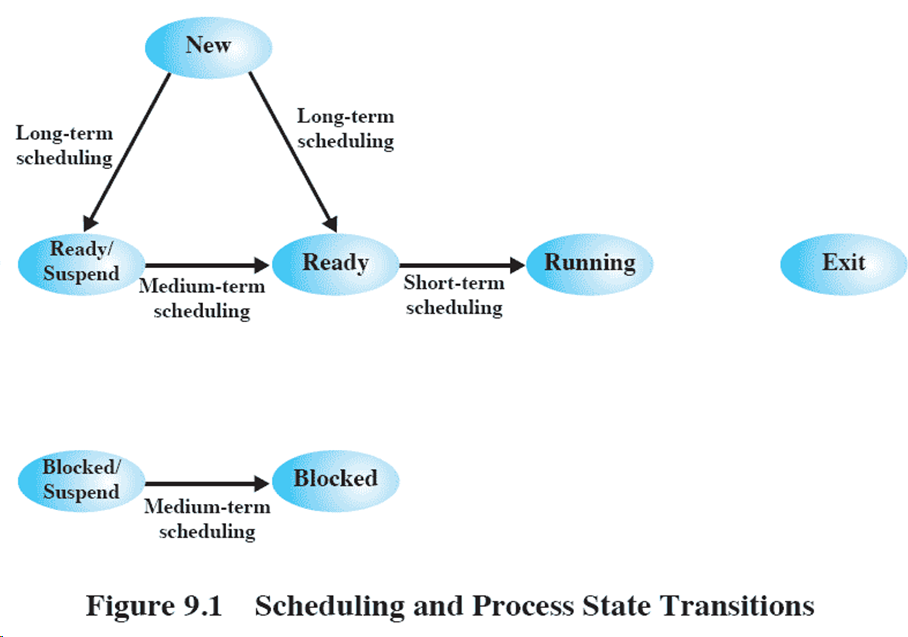 New
Long-term
scheduling
Long-term
scheduling
Ready/
Suspend
Medium-term
scheduling
Ready
Short-term
scheduling
Running
Exit
Blocked/
Suspend
Medium-term
scheduling
Blocked
Figure 9.1 Scheduling and Process State Transitions